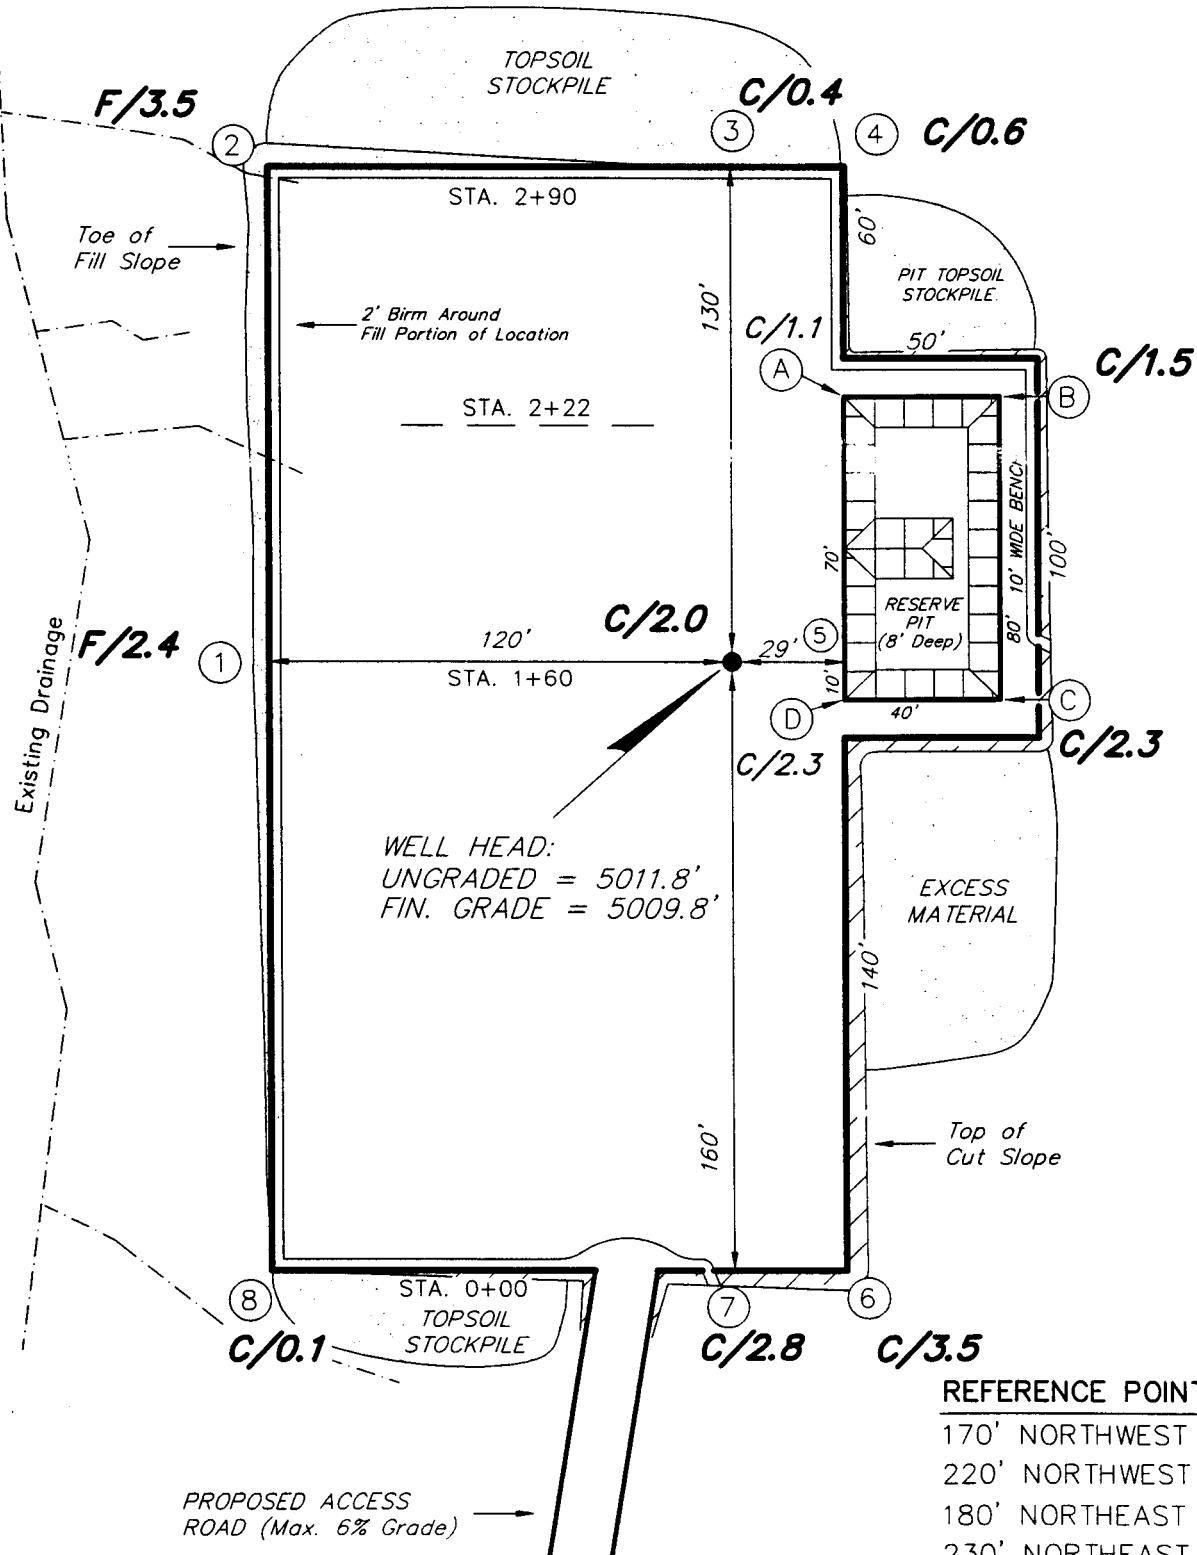 TOPSOIL
STOCKPILE
F/3.5
C/0.4
2
3
4
C/0.6
STA. 2+90
Toe of
Fill Slope
60'
PIT TOPSOIL
STOCKPILE
2' Birm Around
Fill Portion of Location
130'
C/1.1
50'
C/1.5
A
B
STA. 2+22
10' WIDE BENCH
100'
70'
RESERVE
PIT
(8' Deep)
80'
Existing Drainage
F/2.4
1
120'
C/2.0
29'
5
STA. 1+60
10'
40'
D
C
C/2.3
C/2.3
WELL HEAD:
UNGRADED = 5011.8'
FIN. GRADE = 5009.8'
EXCESS
MATERIAL
140'
160'
Top of
Cut Slope
8
STA. 0+00
7
6
TOPSOIL
STOCKPILE
C/0.1
C/2.8
C/3.5
REFERENCE POINT
170' NORTHWEST
220' NORTHWEST
180' NORTHEAST
230' NORTHEAST
PROPOSED ACCESS
ROAD (Max. 6% Grade)